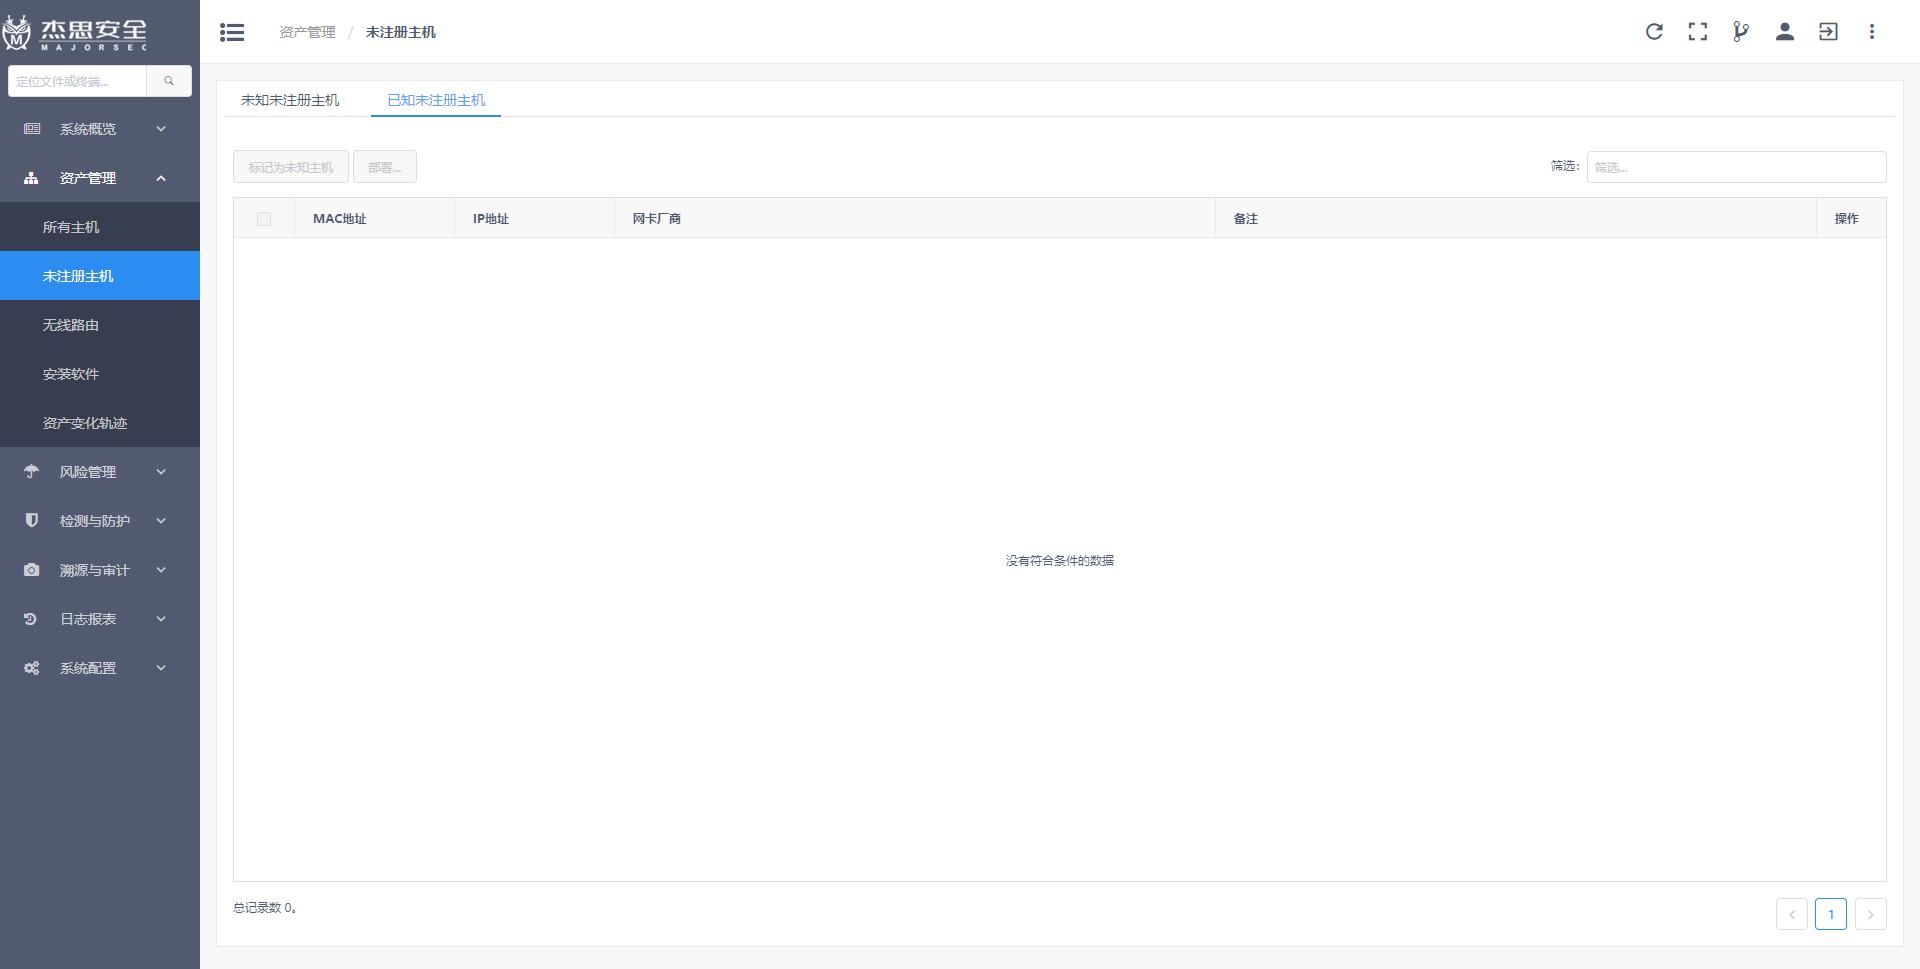 杰思安全
MAJORSEC
定位文件或终端...
系统概览
资产管理
所有主机
未注册主机
无线路由
安装软件
资产变化轨迹
风险管理
检测与防护
溯源与审计
日志报表
系统配置
资产管理 / 未注册主机
未知未注册主机 已知未注册主机
标记为未知主机 部署... 筛选: 筛选...
MAC地址 IP地址 网卡厂商 备注 操作
没有符合条件的数据
总记录数 0。 1